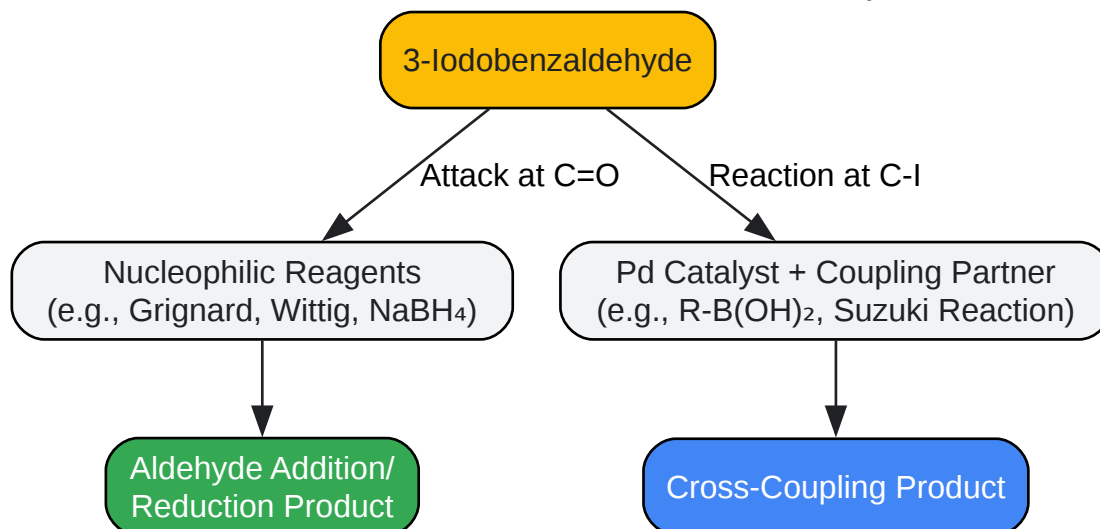 3-Iodobenzaldehyde
Attack at C=O
Reaction at C-I
Nucleophilic Reagents
(e.g., Grignard, Wittig, NaBH₄)
Pd Catalyst + Coupling Partner
(e.g., R-B(OH)₂, Suzuki Reaction)
Aldehyde Addition/
Reduction Product
Cross-Coupling Product